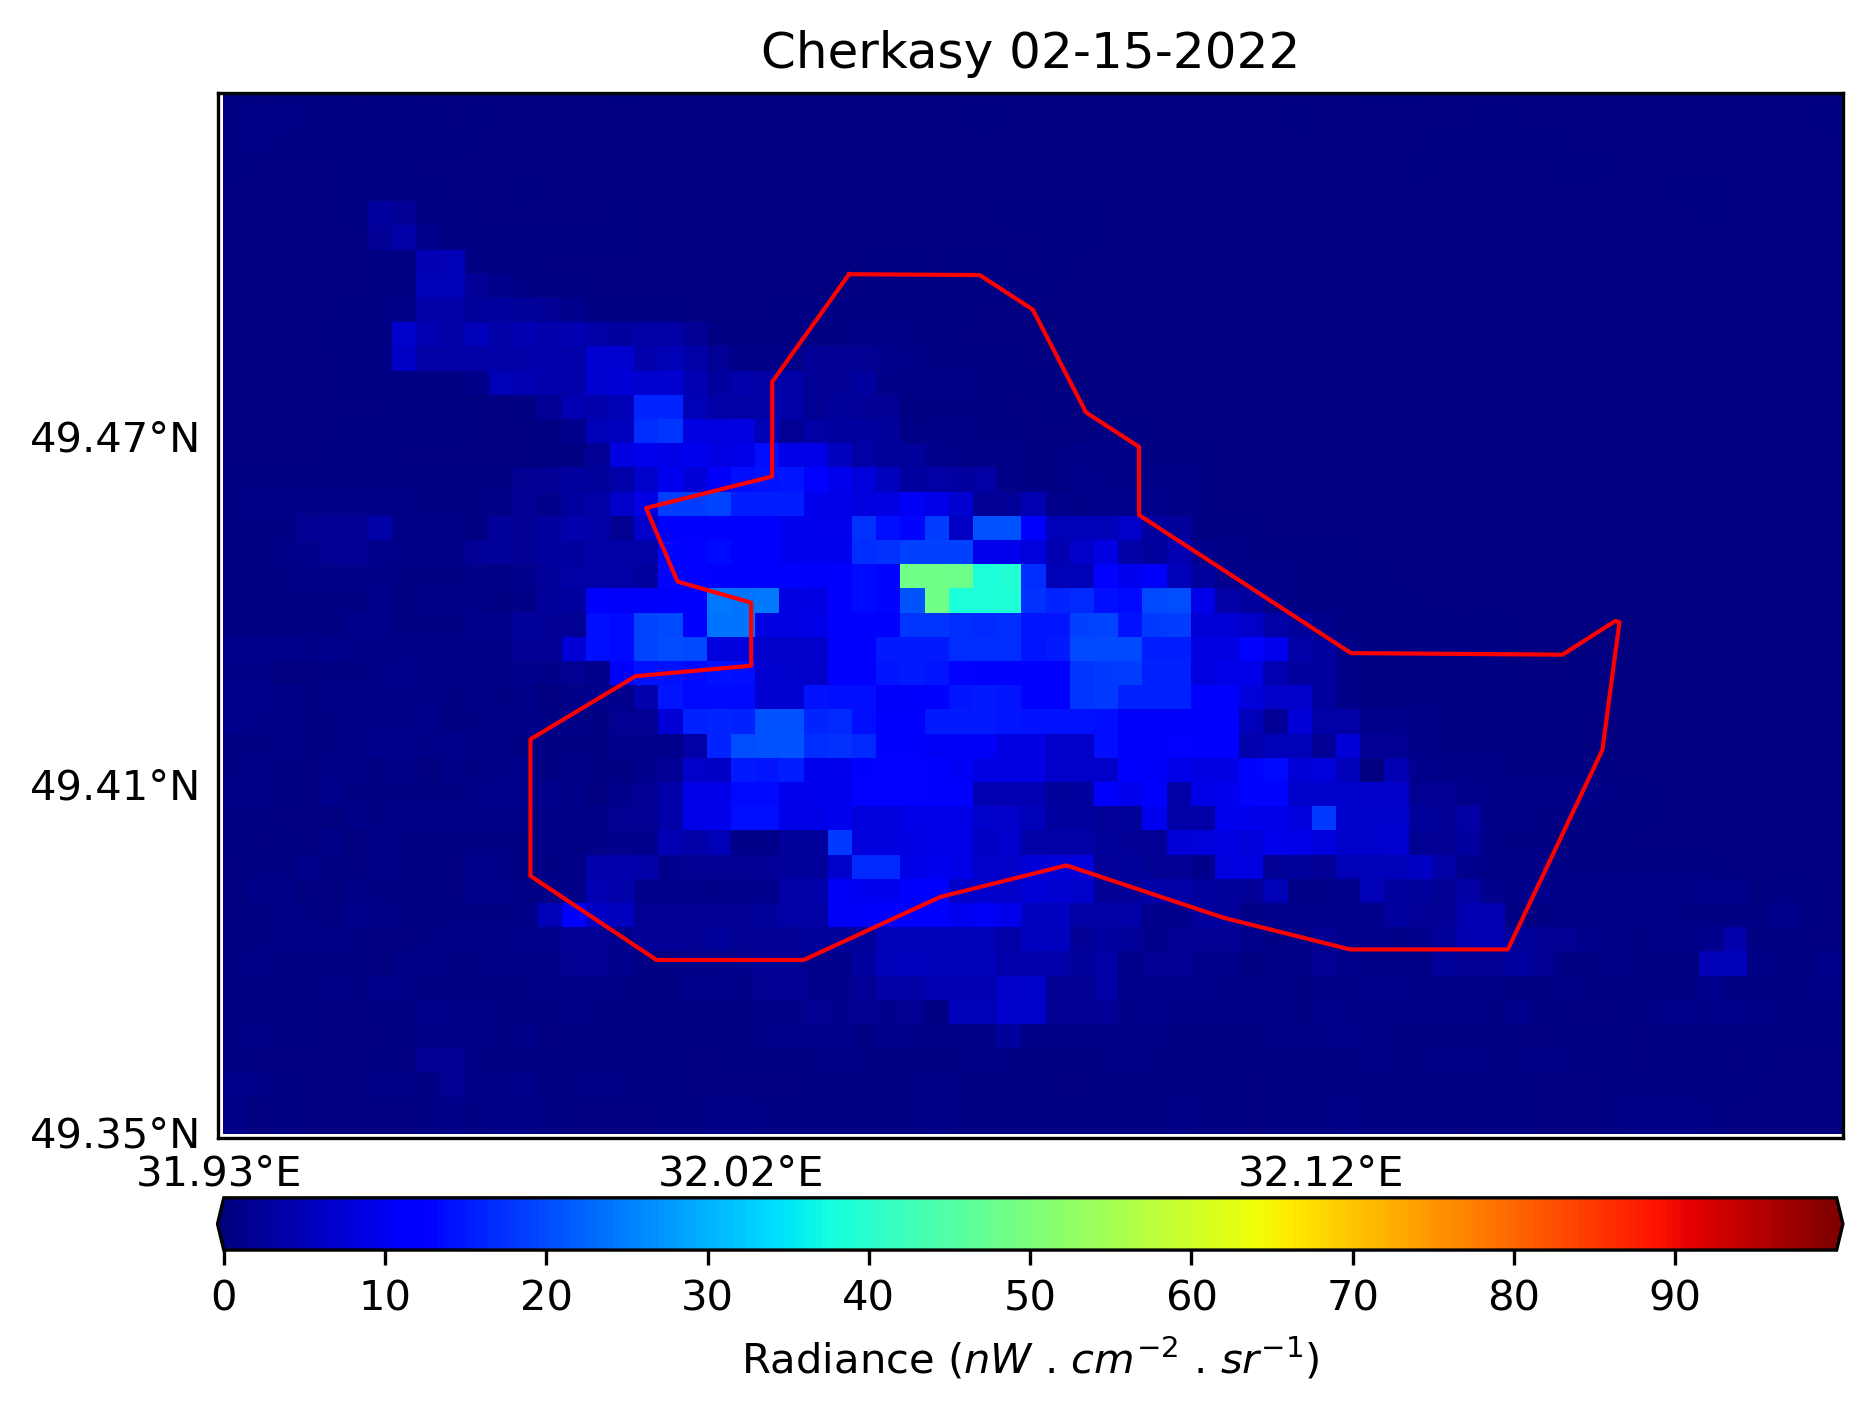 Cherkasy 02-15-2022
49.47°N
49.41°N
49.35°N
31.93°E 32.02°E 32.12°E
0 10 20 30 40 50 60 70 80 90
Radiance (nW . cm⁻² . sr⁻¹)